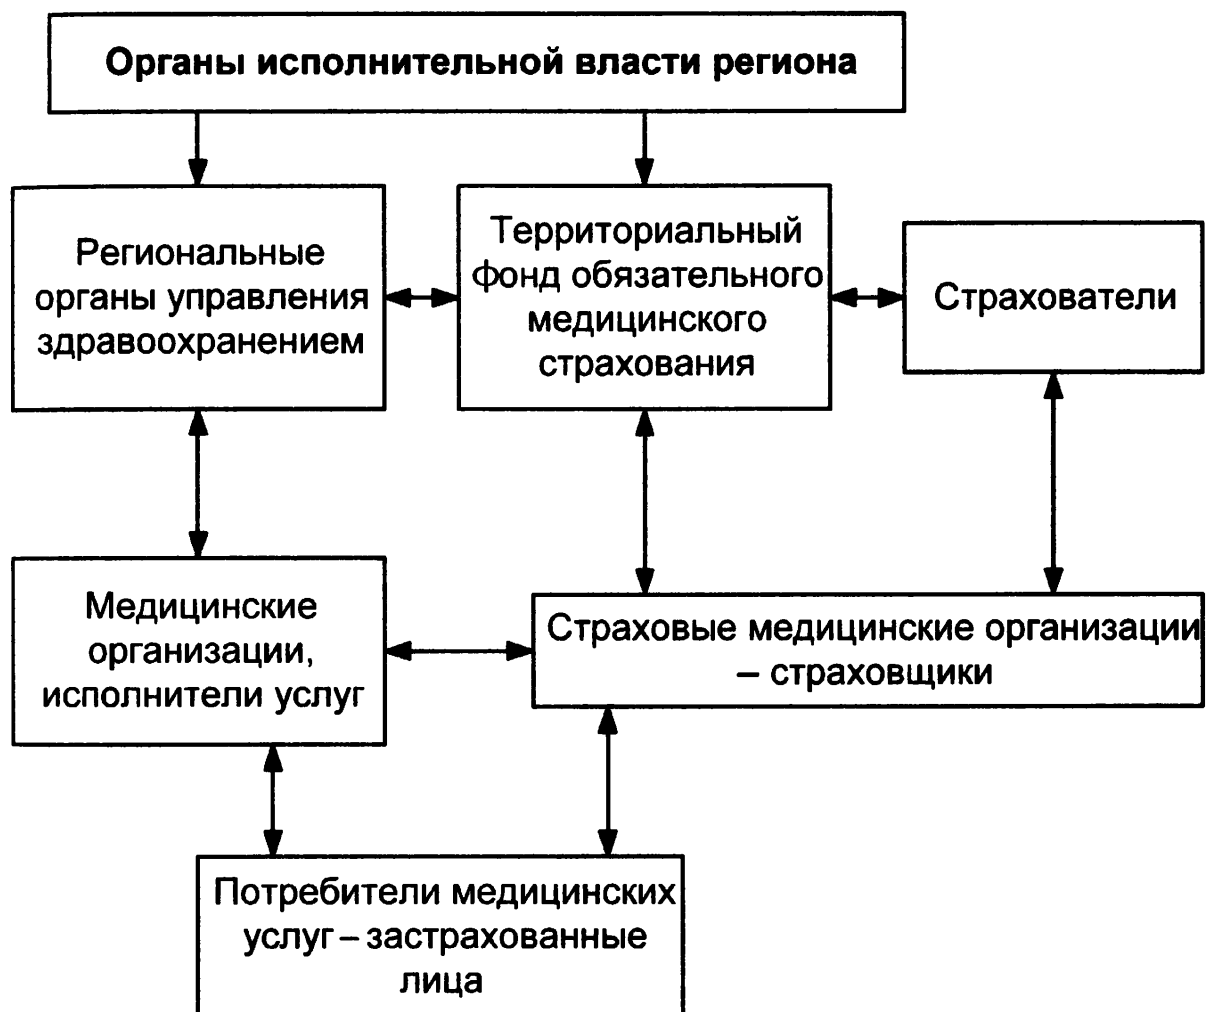 Органы исполнительной власти региона
Региональные
органы управления
здравоохранением
Территориальный
фонд обязательного
медицинского
страхования
Страхователи
Медицинские
организации,
исполнители услуг
Страховые медицинские организации
– страховщики
Потребители медицинских
услуг – застрахованные
лица